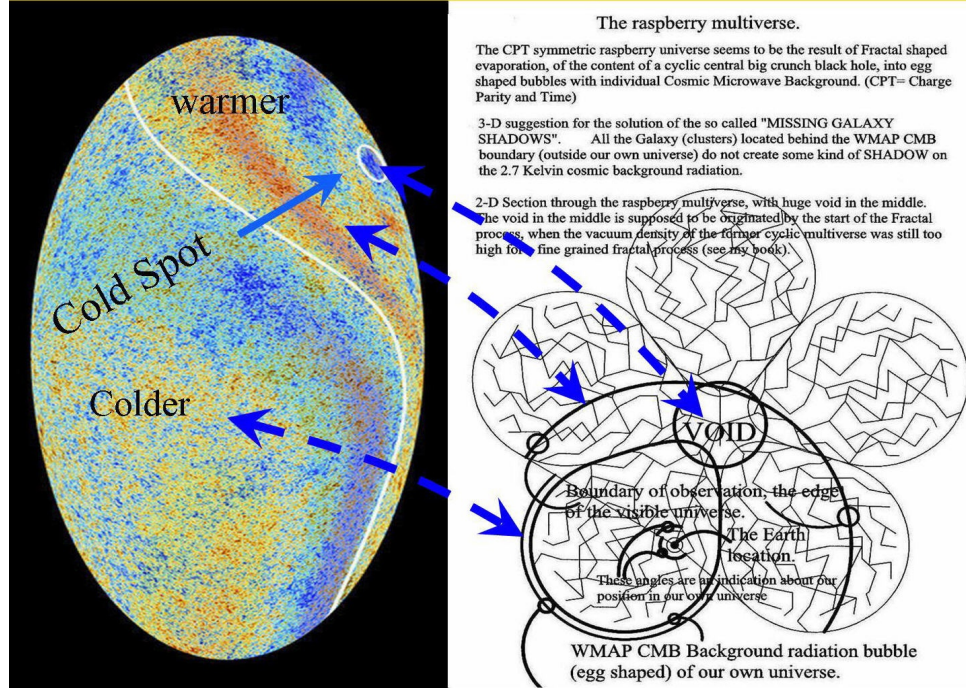 warmer
Cold Spot
Colder
The raspberry multiverse.
The CPT symmetric raspberry universe seems to be the result of Fractal shaped
evaporation, of the content of a cyclic central big crunch black hole, into egg
shaped bubbles with individual Cosmic Microwave Background. (CPT= Charge
Parity and Time)
3-D suggestion for the solution of the so called "MISSING GALAXY
SHADOWS". All the Galaxy (clusters) located behind the WMAP CMB
boundary (outside our own universe) do not create some kind of SHADOW on
the 2.7 Kelvin cosmic background radiation.
2-D Section through the raspberry multiverse, with huge void in the middle.
The void in the middle is supposed to be originated by the start of the Fractal
process, when the vacuum density of the former cyclic multiverse was still too
high for a fine grained fractal process (see my book).
VOID
Boundary of observation, the edge
of the visible universe.
The Earth
location.
These angles are an indication about our
position in our own universe
WMAP CMB Background radiation bubble
(egg shaped) of our own universe.